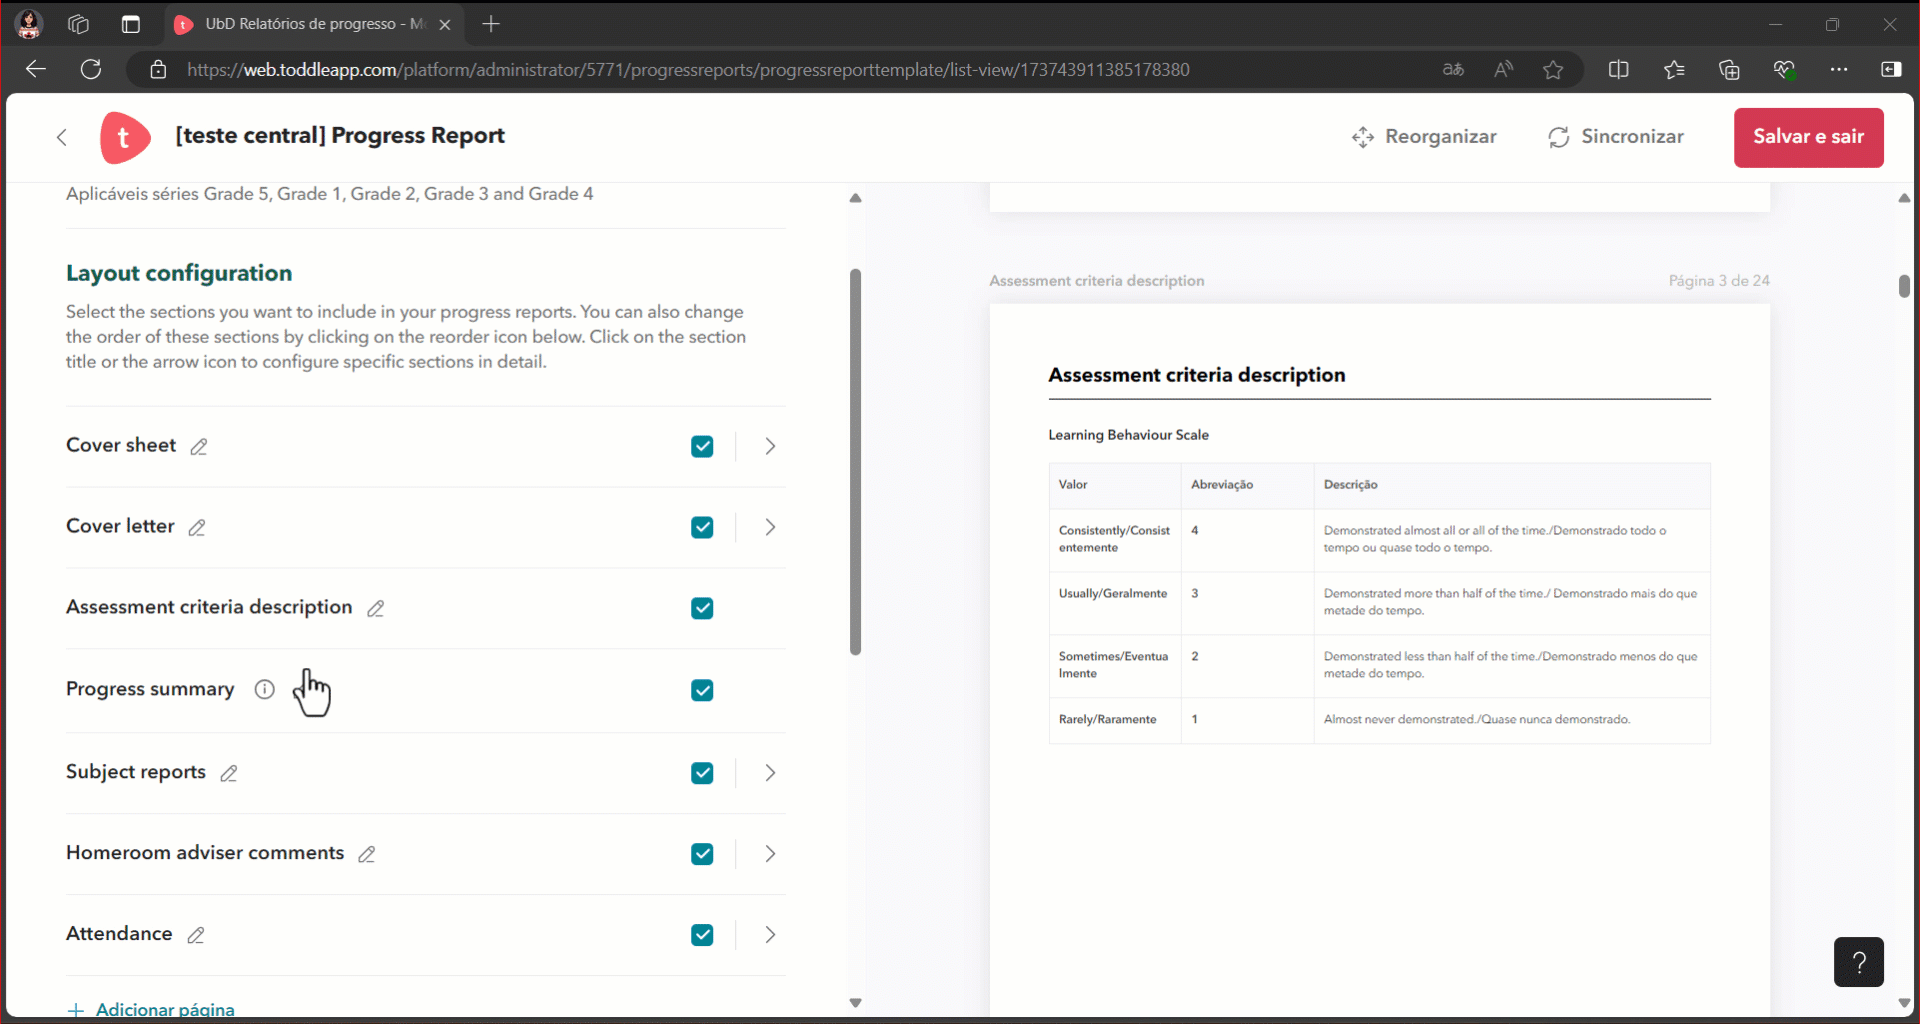 UbD Relatórios de progresso - M
https://web.toddleapp.com/platform/administrator/5771/progressreports/progressreporttemplate/list-view/173743911385178380
t
[teste central] Progress Report
Reorganizar
Sincronizar
Salvar e sair
Aplicáveis séries Grade 5, Grade 1, Grade 2, Grade 3 and Grade 4
Layout configuration
Select the sections you want to include in your progress reports. You can also change
the order of these sections by clicking on the reorder icon below. Click on the section
title or the arrow icon to configure specific sections in detail.
Cover sheet
Cover letter
Assessment criteria description
Progress summary
Subject reports
Homeroom adviser comments
Attendance
+ Adicionar página
Assessment criteria description
Página 3 de 24
Assessment criteria description
Learning Behaviour Scale
Valor Abreviação Descrição
Consistently/Consist 4 Demonstrated almost all or all of the time./Demonstrado todo o
entemente tempo ou quase todo o tempo.
Usually/Geralmente 3 Demonstrated more than half of the time./ Demonstrado mais do que
metade do tempo.
Sometimes/Eventua 2 Demonstrated less than half of the time./Demonstrado menos do que
lmente metade do tempo.
Rarely/Raramente 1 Almost never demonstrated./Quase nunca demonstrado.
?